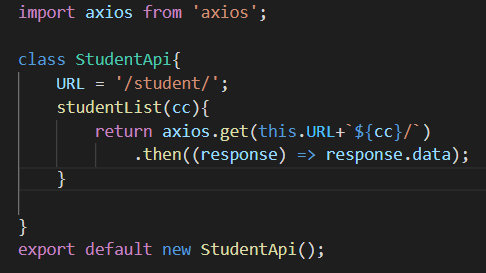 import axios from 'axios';
class StudentApi{
URL = '/student/';
studentList(cc){
return axios.get(this.URL+`${cc}/`)
.then((response) => response.data);
}
}
export default new StudentApi();